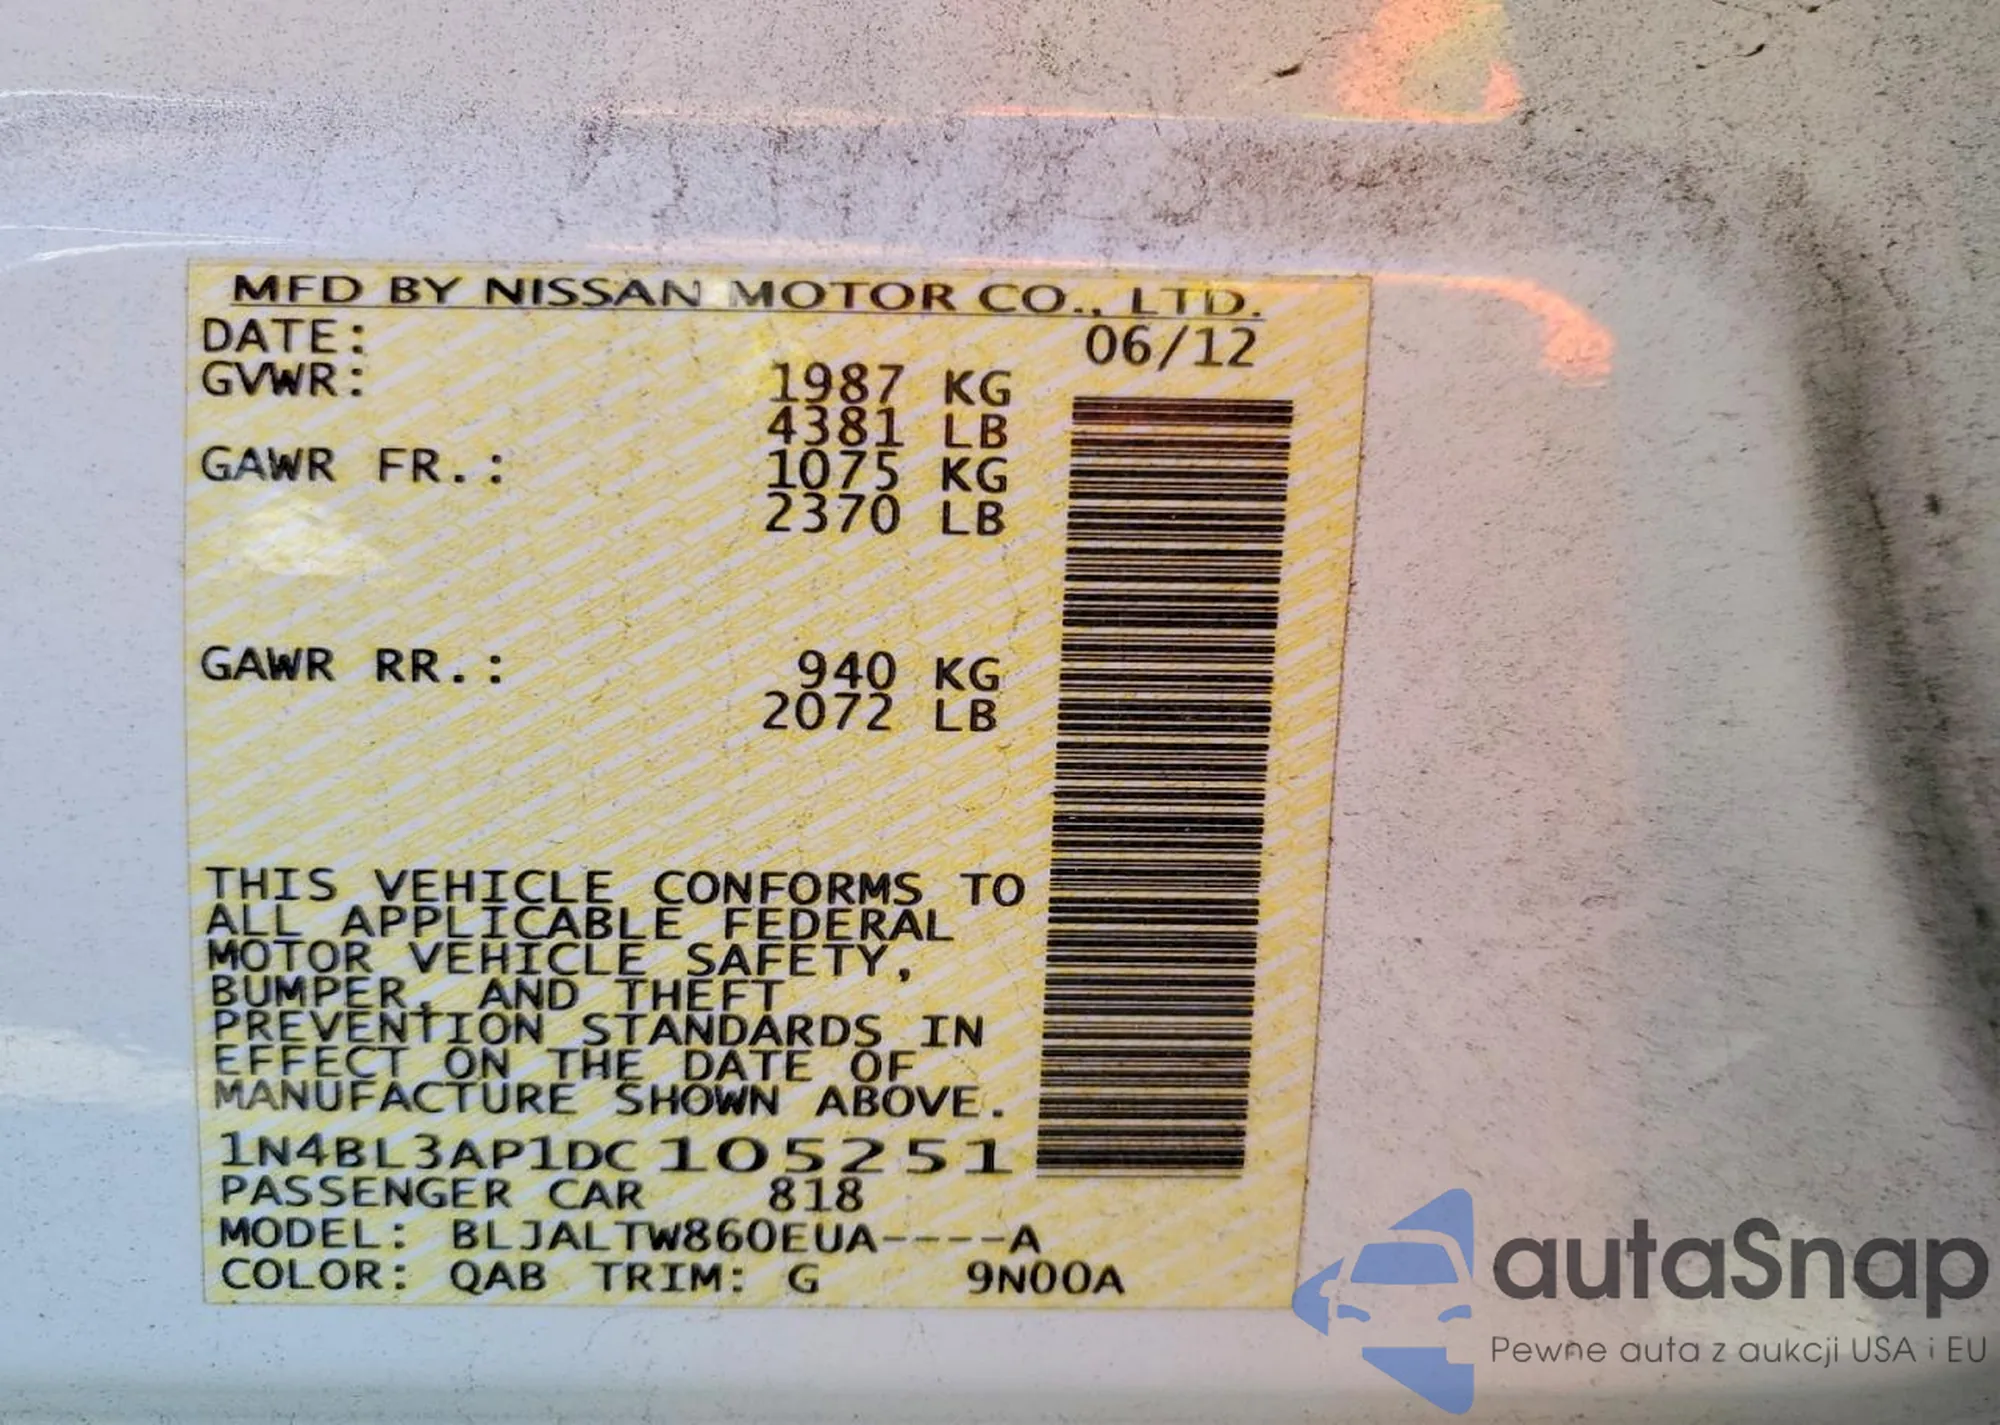 MFD BY NISSAN MOTOR CO., LTD.
DATE: 06/12
GVWR: 1987 KG
4381 LB
GAWR FR.: 1075 KG
2370 LB
GAWR RR.: 940 KG
2072 LB
THIS VEHICLE CONFORMS TO
ALL APPLICABLE FEDERAL
MOTOR VEHICLE SAFETY,
BUMPER, AND THEFT
PREVENTION STANDARDS IN
EFFECT ON THE DATE OF
MANUFACTURE SHOWN ABOVE.
1N4BL3AP1DC105251
PASSENGER CAR 818
MODEL: BLJALTW860EUA----A
COLOR: QAB TRIM: G 9N00A
autaSnap
Pewne auta z aukcji USA i EU